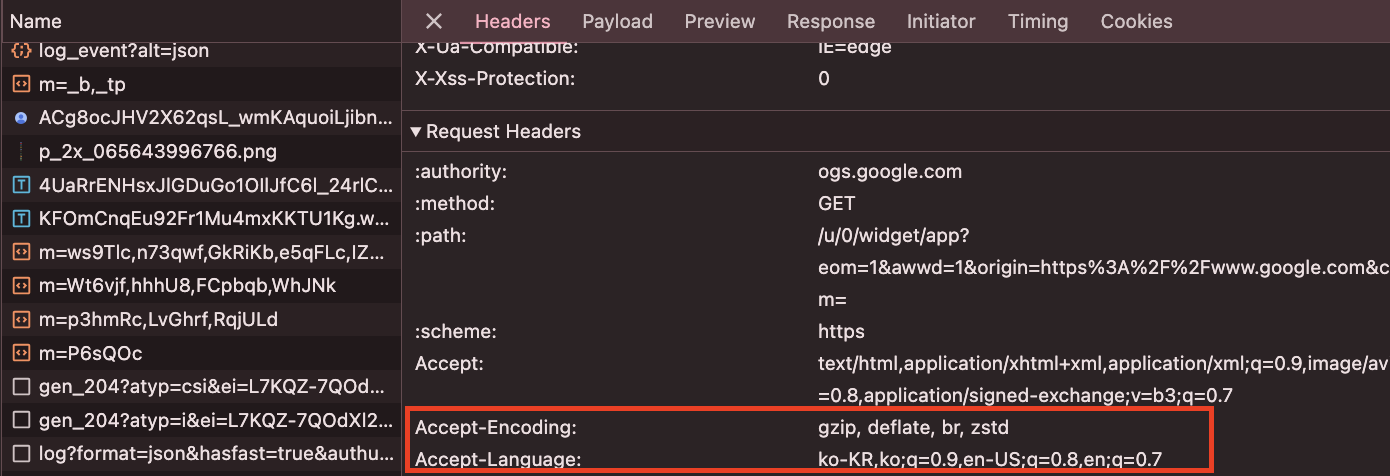 Name
Headers Payload Preview Response Initiator Timing Cookies
log_event?alt=json
m=_b,_tp
ACg8ocJHV2X62qsL_wmKAquoiLjibn...
p_2x_065643996766.png
4UaRrENHsxJlGDuGo1OIlJfC6l_24rlC...
KFOmCnqEu92Fr1Mu4mxKKTU1Kg.w...
m=ws9Tlc,n73qwf,GkRiKb,e5qFLc,IZ...
m=Wt6vjf,hhhU8,FCpbqb,WhJNk
m=p3hmRc,LvGhrf,RqjULd
m=P6sQOc
gen_204?atyp=csi&ei=L7KQZ-7QOd...
gen_204?atyp=i&ei=L7KQZ-7QOdXl2...
log?format=json&hasfast=true&authu...
X-Ua-Compatible: IE=edge
X-Xss-Protection: 0
▼ Request Headers
:authority: ogs.google.com
:method: GET
:path: /u/0/widget/app?
eom=1&awwd=1&origin=https%3A%2F%2Fwww.google.com&c
m=
:scheme: https
Accept: text/html,application/xhtml+xml,application/xml;q=0.9,image/av
=0.8,application/signed-exchange;v=b3;q=0.7
Accept-Encoding: gzip, deflate, br, zstd
Accept-Language: ko-KR,ko;q=0.9,en-US;q=0.8,en;q=0.7